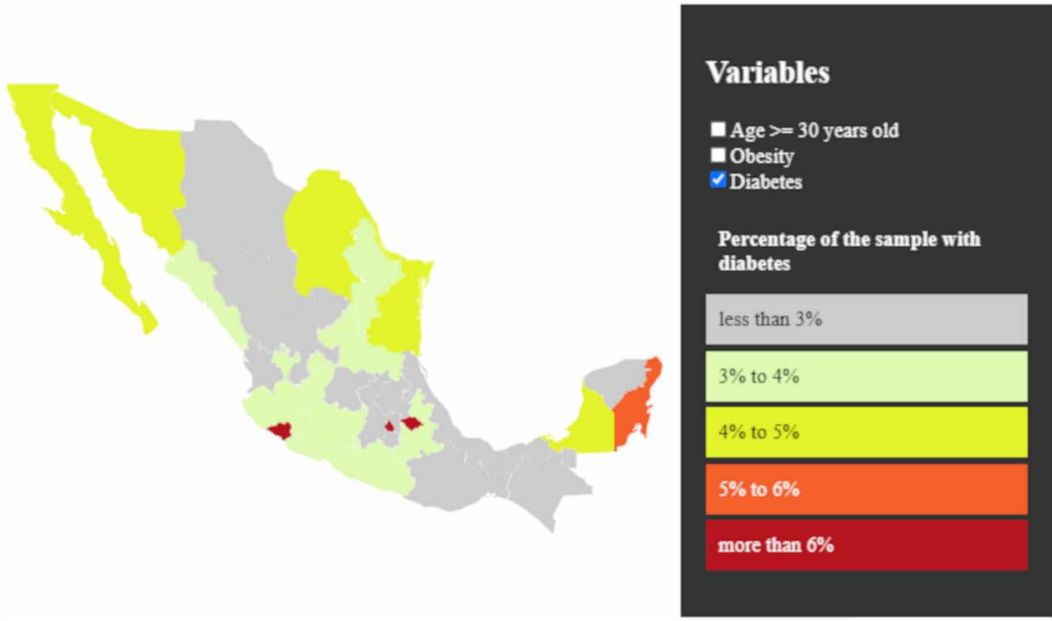 Variables
Age >= 30 years old
Obesity
Diabetes
Percentage of the sample with
diabetes
less than 3%
3% to 4%
4% to 5%
5% to 6%
more than 6%